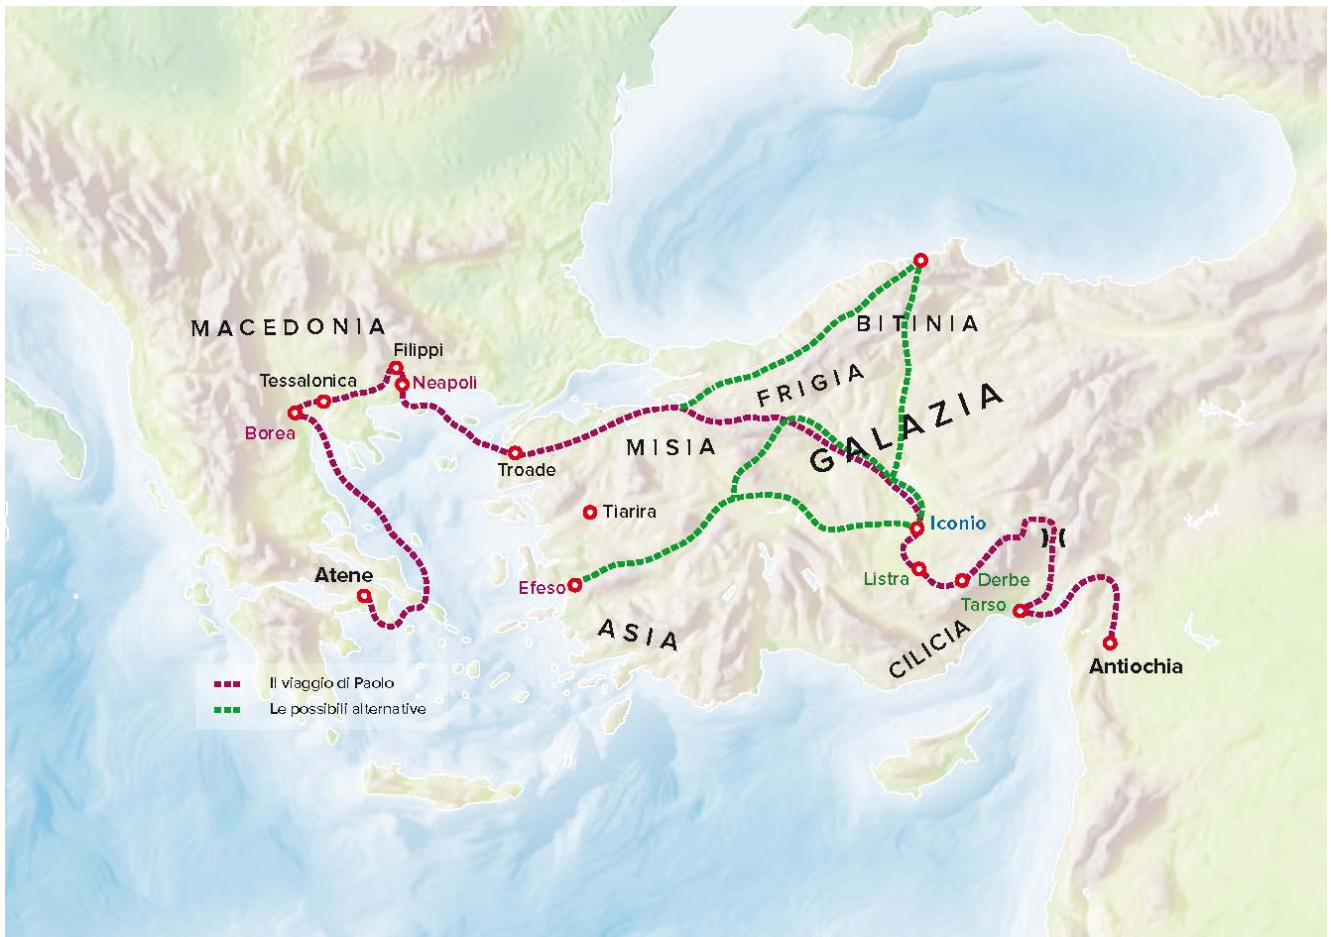 BITINIA
MACEDONIA
Filippi
Tessalonica
Neapoli
FRIGIA
GALAZIA
Borea
MISIA
Troade
Tiarira
Iconio
Atene
Efeso
Listra
Derbe
Tarso
ASIA
CILICIA
Antiochia
Il viaggio di Paolo
Le possibili alternative